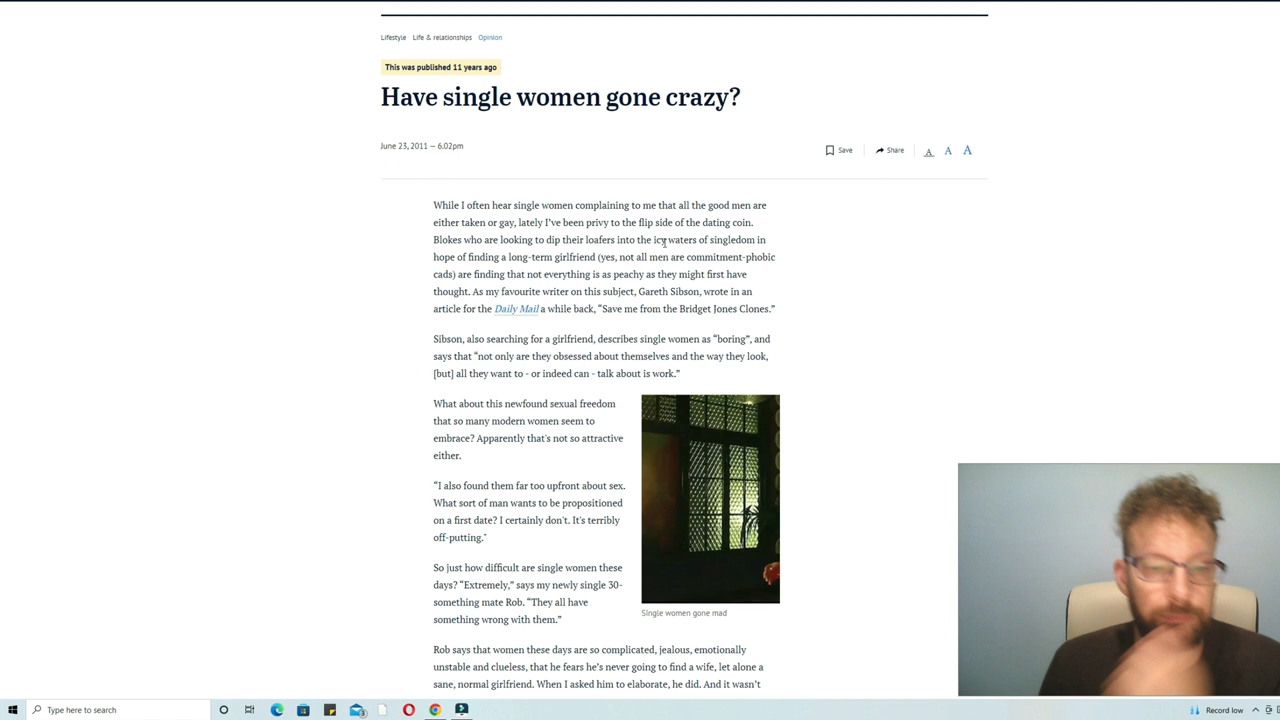 Lifestyle Life & relationships Opinion
This was published 11 years ago
Have single women gone crazy?
June 23, 2011 — 6.02pm
Save
Share
A A A
While I often hear single women complaining to me that all the good men are
either taken or gay, lately I've been privy to the flip side of the dating coin.
Blokes who are looking to dip their loafers into the icy waters of singledom in
hope of finding a long-term girlfriend (yes, not all men are commitment-phobic
cads) are finding that not everything is as peachy as they might first have
thought. As my favourite writer on this subject, Gareth Sibson, wrote in an
article for the Daily Mail a while back, “Save me from the Bridget Jones Clones.”
Sibson, also searching for a girlfriend, describes single women as “boring”, and
says that “not only are they obsessed about themselves and the way they look,
[but] all they want to - or indeed can - talk about is work.”
What about this newfound sexual freedom
that so many modern women seem to
embrace? Apparently that's not so attractive
either.
“I also found them far too upfront about sex.
What sort of man wants to be propositioned
on a first date? I certainly don't. It's terribly
off-putting."
So just how difficult are single women these
days? “Extremely,” says my newly single 30-
something mate Rob. “They all have
something wrong with them.”
Single women gone mad
Rob says that women these days are so complicated, jealous, emotionally
unstable and clueless, that he fears he’s never going to find a wife, let alone a
sane, normal girlfriend. When I asked him to elaborate, he did. And it wasn’t
Type here to search
Record low